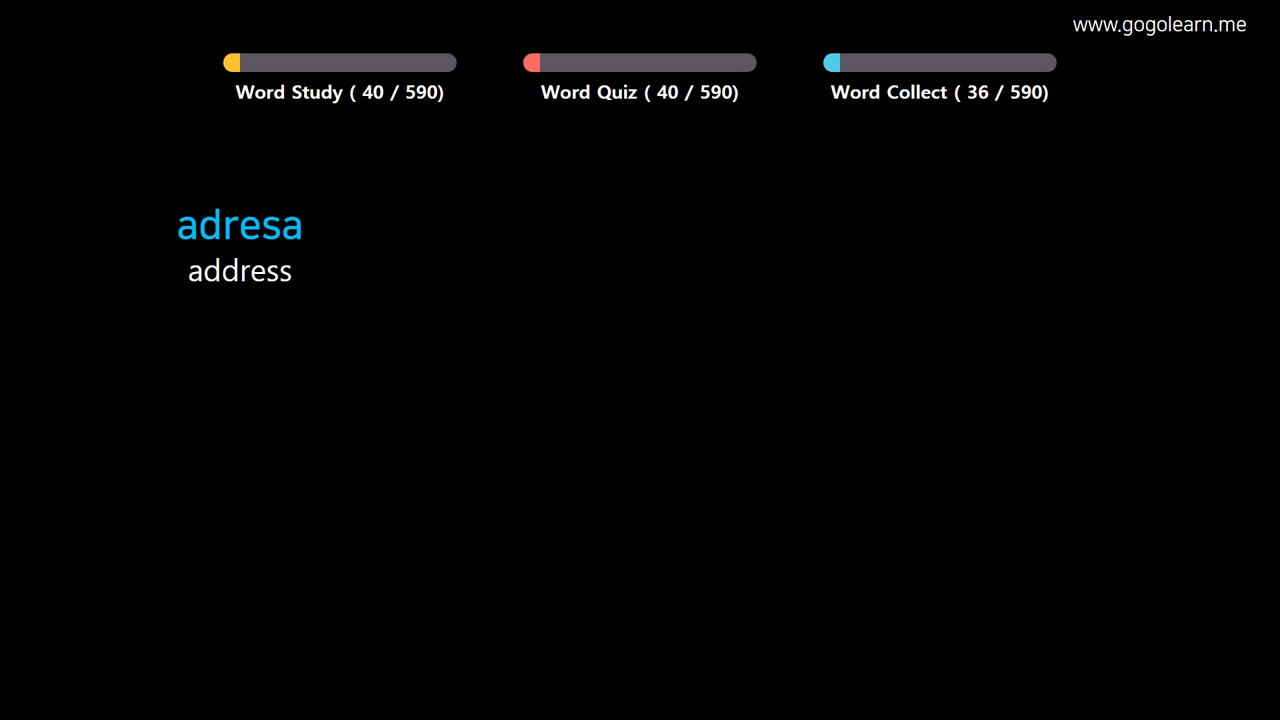 www.gogolearn.me
Word Study ( 40 / 590)
Word Quiz ( 40 / 590)
Word Collect ( 36 / 590)
adresa
address